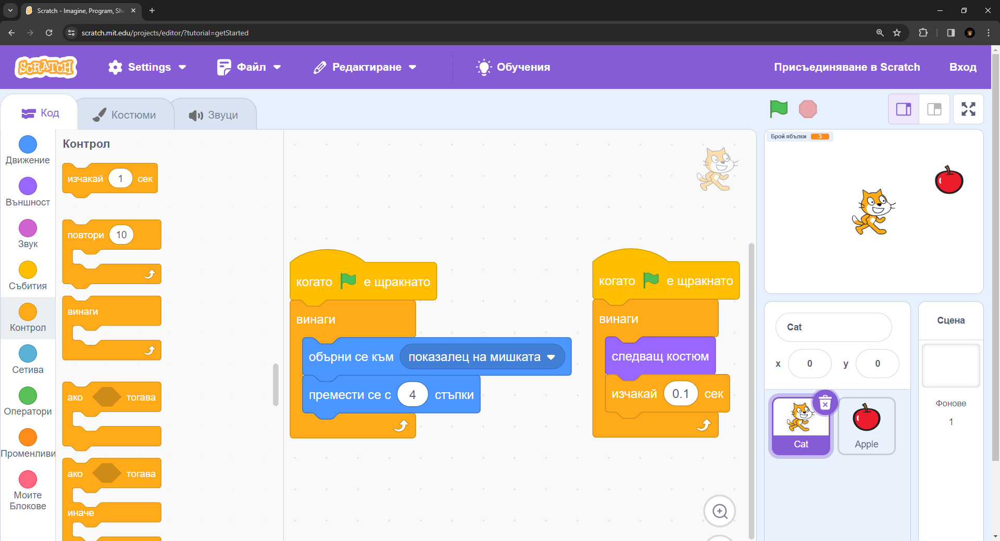 Scratch - Imagine, Program, Sha
scratch.mit.edu/projects/editor/?tutorial=getStarted
SCRATCH
Settings
Файл
Редактиране
Обучения
Присъединяване в Scratch
Вход
Код
Костюми
Звуци
Движение
Външност
Звук
Събития
Контрол
Сетива
Оператори
Променливи
Моите
Блокове
Контрол
изчакай 1 сек
повтори 10
винаги
ако тогава
ако тогава
иначе
когато е щракнато
винаги
обърни се към показалец на мишката
премести се с 4 стъпки
когато е щракнато
винаги
следващ костюм
изчакай 0.1 сек
Брой ябълки 3
Cat
x 0 y 0
Cat
Apple
Сцена
Фонове
1